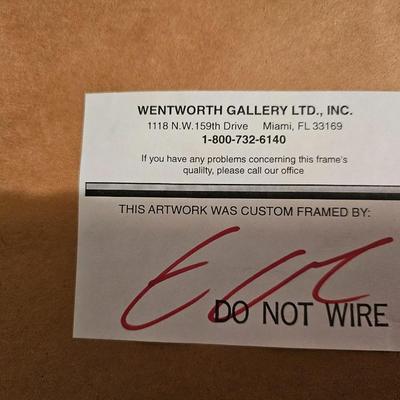 WENTWORTH GALLERY LTD., INC.
1118 N.W.159th Drive Miami, FL 33169
1-800-732-6140
If you have any problems concerning this frame's
qualilty, please call our office
THIS ARTWORK WAS CUSTOM FRAMED BY:
DO NOT WIRE